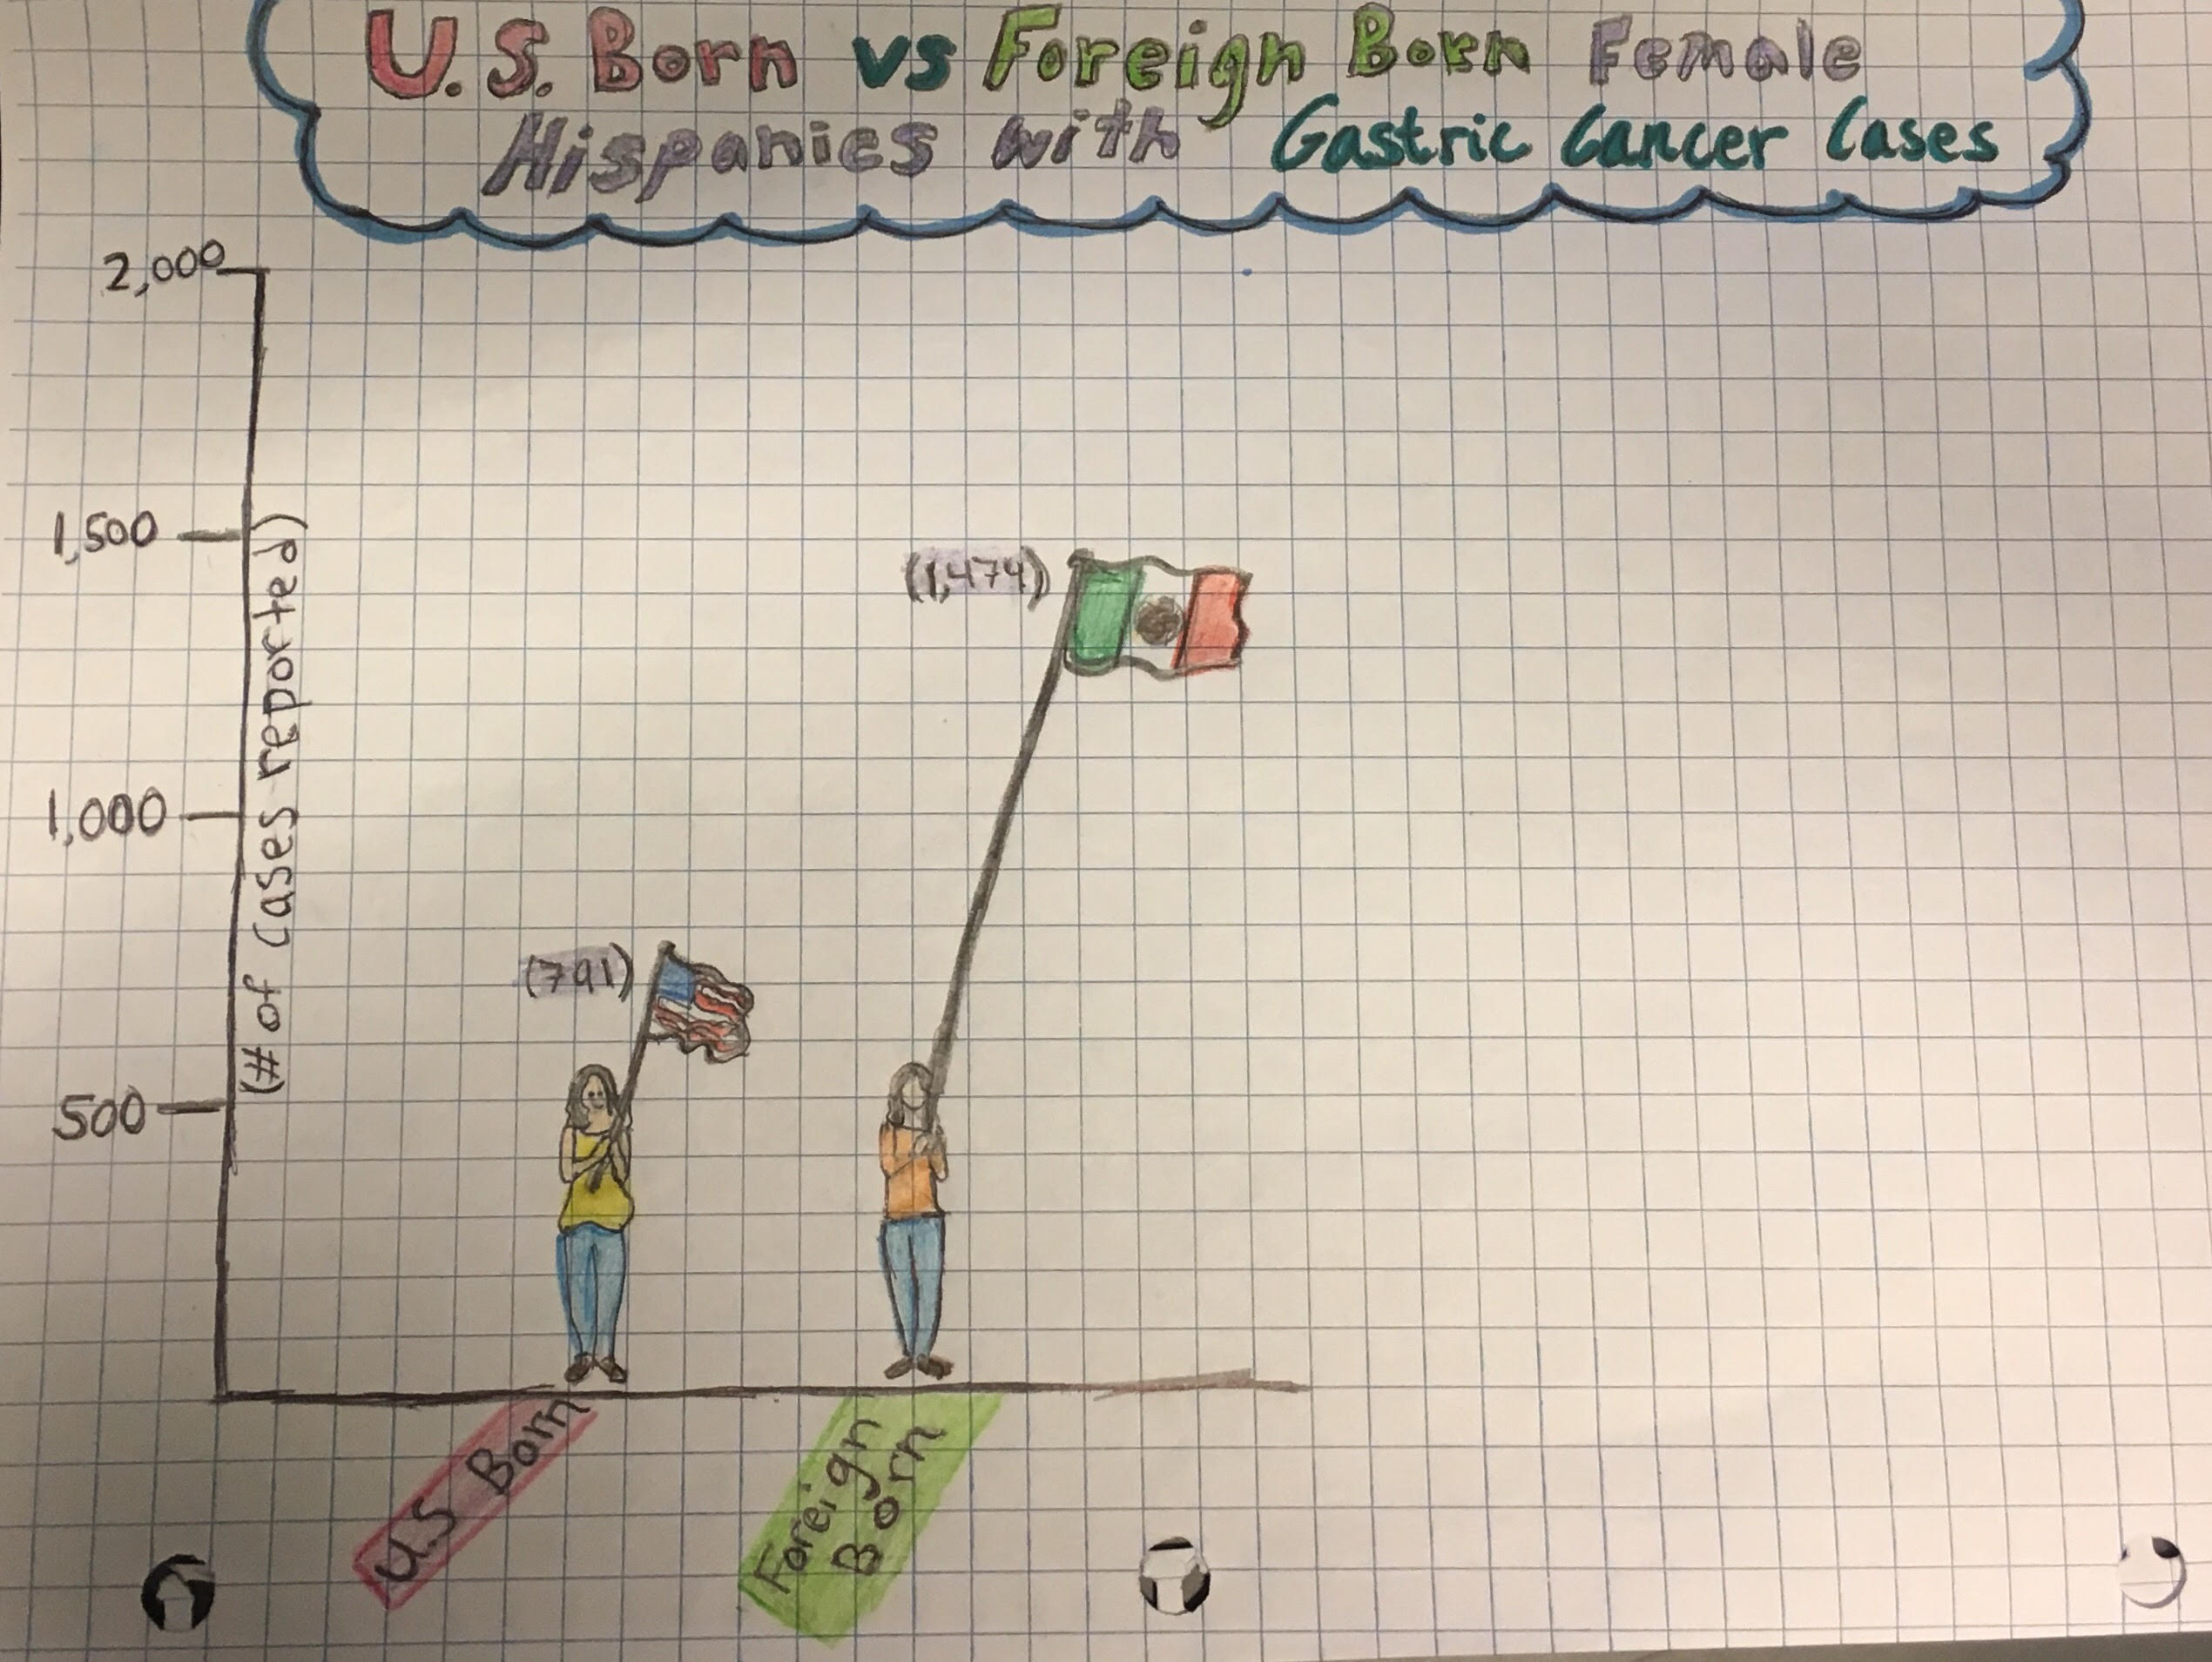 U.S. Born vs Foreign Born Female
Hispanics with Gastric Cancer Cases
2,000
1,500
1,000
500
(# of cases reported)
(791)
(1,474)
U.S Born
Foreign
Born